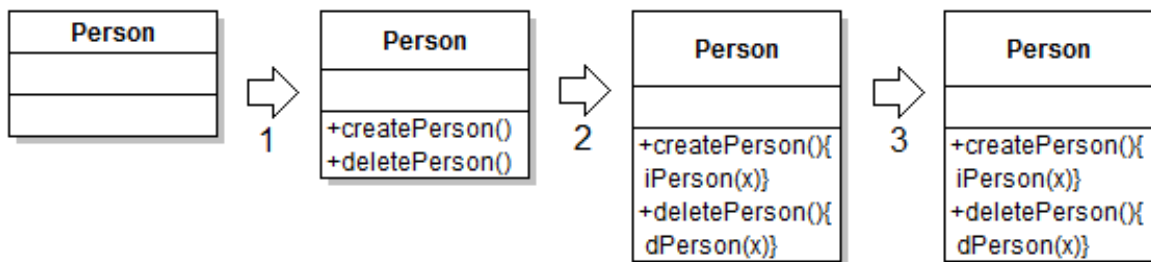 Person
1
Person
+createPerson()
+deletePerson()
2
Person
+createPerson(){
iPerson(x)}
+deletePerson(){
dPerson(x)}
3
Person
+createPerson(){
iPerson(x)}
+deletePerson(){
dPerson(x)}